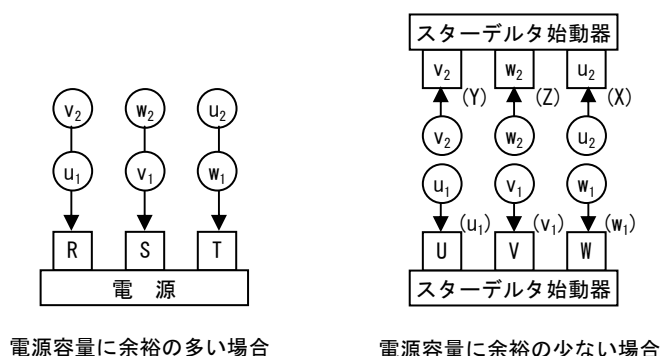 v₂ w₂ u₂
u₁ v₁ w₁
R S T
電 源
電源容量に余裕の多い場合
スターデルタ始動器
v₂ w₂ u₂
(Y) (Z) (X)
v₂ w₂ u₂
u₁ v₁ w₁
(u₁) (v₁) (w₁)
U V W
スターデルタ始動器
電源容量に余裕の少ない場合